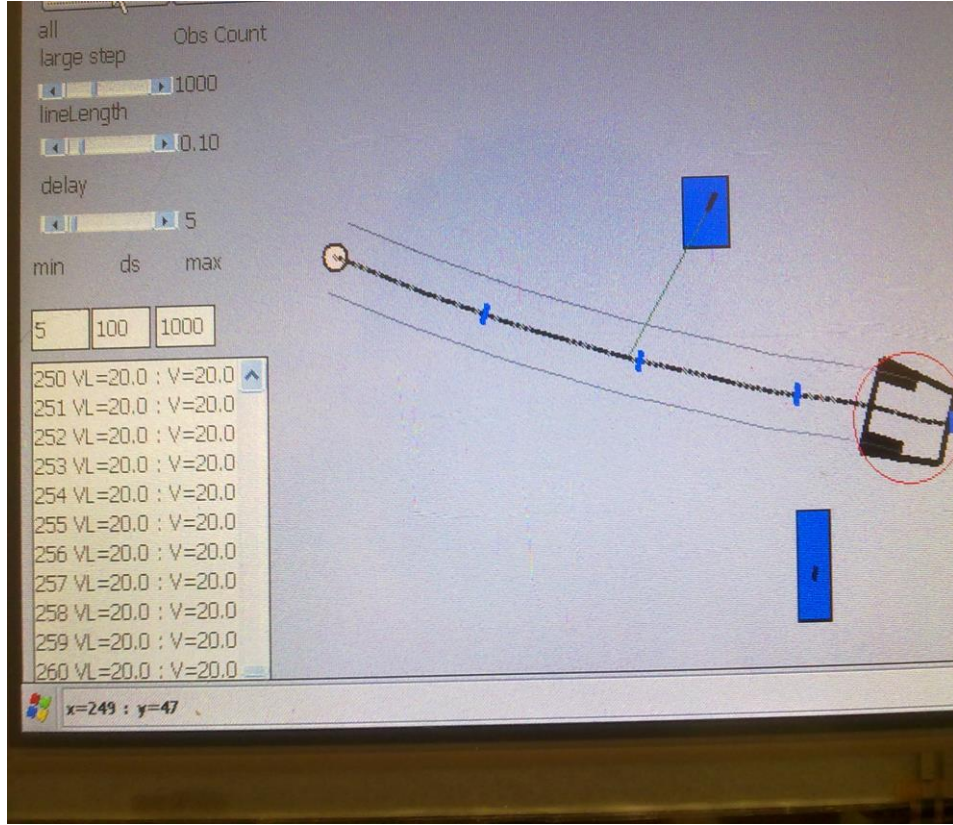 all
Obs Count
large step
1000
lineLength
0.10
delay
5
min ds max
5 100 1000
250 VL=20.0 : V=20.0
251 VL=20.0 : V=20.0
252 VL=20.0 : V=20.0
253 VL=20.0 : V=20.0
254 VL=20.0 : V=20.0
255 VL=20.0 : V=20.0
256 VL=20.0 : V=20.0
257 VL=20.0 : V=20.0
258 VL=20.0 : V=20.0
259 VL=20.0 : V=20.0
260 VL=20.0 : V=20.0
x=249 : y=47